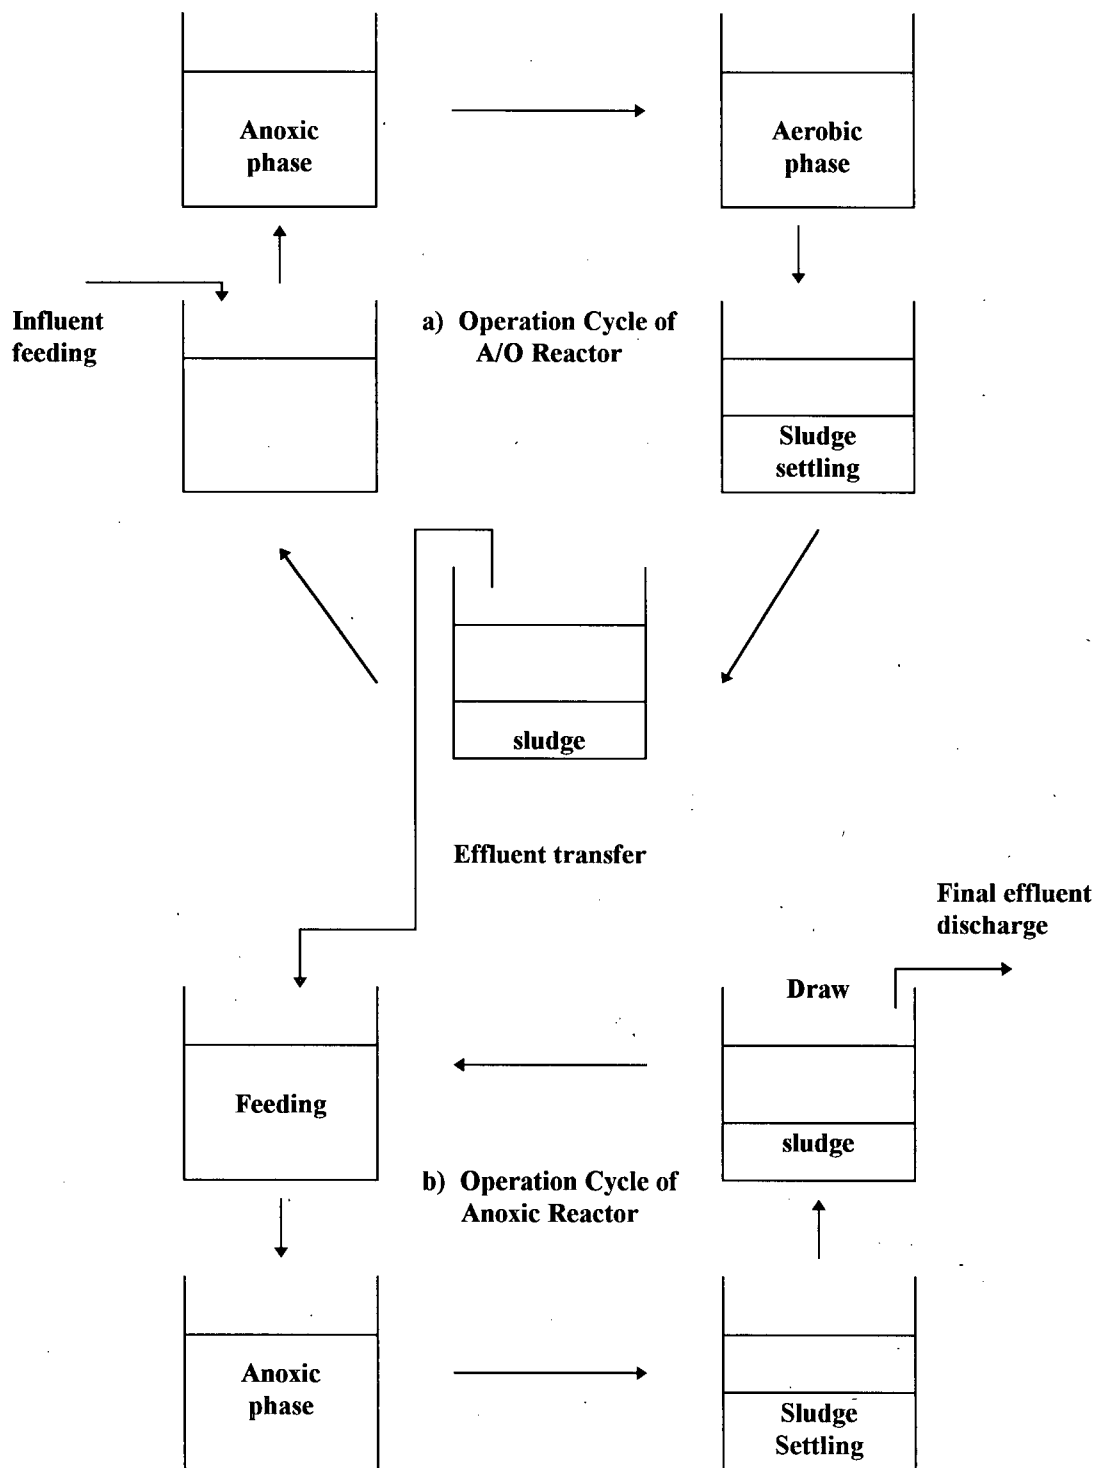 Anoxic
phase
Aerobic
phase
Influent
feeding
a) Operation Cycle of
A/O Reactor
Sludge
settling
sludge
Effluent transfer
Final effluent
discharge
Draw
Feeding
sludge
b) Operation Cycle of
Anoxic Reactor
Anoxic
phase
Sludge
Settling